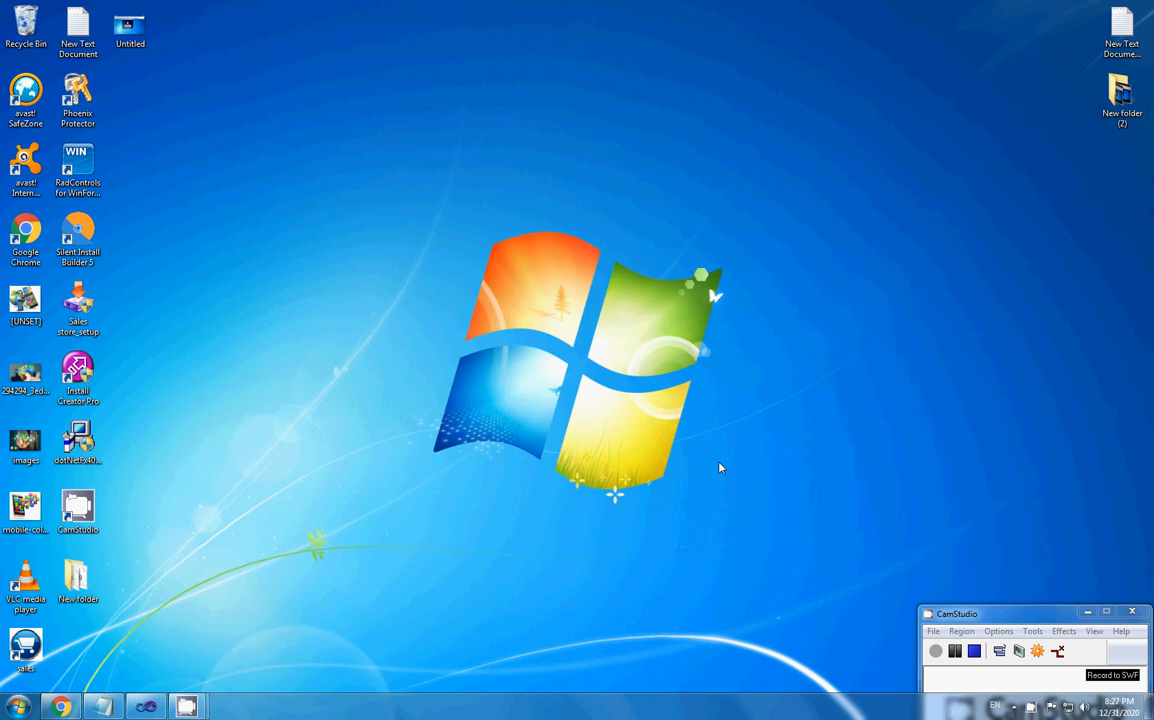 Recycle Bin
New Text
Document
Untitled
New Text
Docume...
avast!
SafeZone
Phoenix
Protector
New folder
(2)
avast!
Intern...
WIN
RadControls
for WinFor...
Google
Chrome
Silent Install
Builder 5
[UNSET]
Sales
store_setup
294294_3ed...
Install
Creator Pro
images
dotNetFx40...
mobile-col...
CamStudio
VLC media
player
New folder
sales
CamStudio
File Region Options Tools Effects View Help
Record to SWF
EN
8:27 PM
12/31/2020